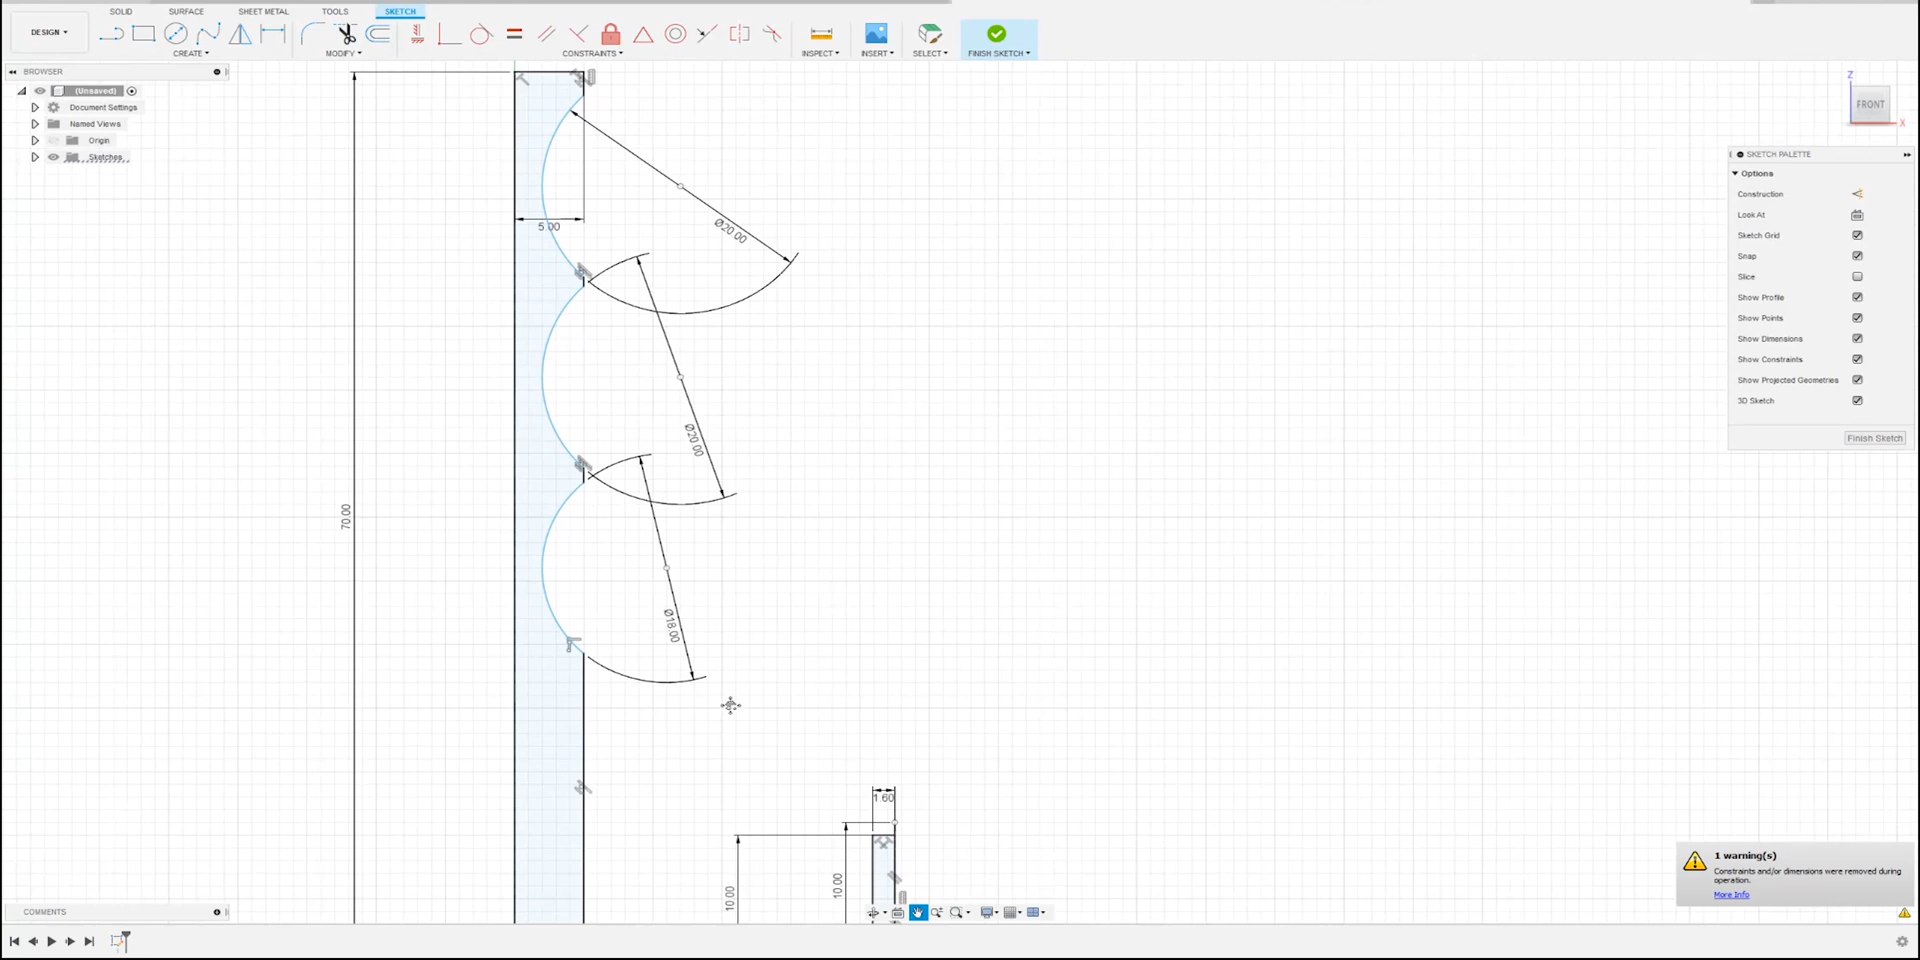 SOLID SURFACE SHEET METAL TOOLS SKETCH
DESIGN
CREATE MODIFY CONSTRAINTS INSPECT INSERT SELECT FINISH SKETCH
BROWSER
(Unsaved)
Document Settings
Named Views
Origin
Sketches
Z
FRONT
X
SKETCH PALETTE
Options
Construction
Look At
Sketch Grid
Snap
Slice
Show Profile
Show Points
Show Dimensions
Show Constraints
Show Projected Geometries
3D Sketch
Finish Sketch
5.00
Ø20.00
Ø20.00
70.00
Ø18.00
1.60
10.00
10.00
1 warning(s)
Constraints and/or dimensions were removed during
operation.
More Info
COMMENTS